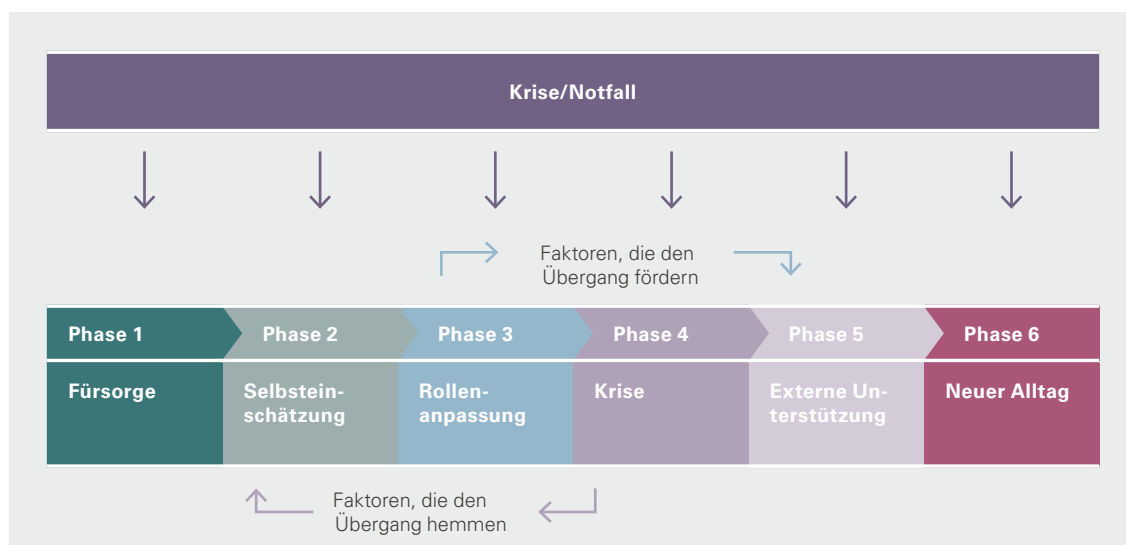 Krise/Notfall
Faktoren, die den
Übergang fördern
Phase 1
Phase 2
Phase 3
Phase 4
Phase 5
Phase 6
Fürsorge
Selbstein-
schätzung
Rollen-
anpassung
Krise
Externe Un-
terstützung
Neuer Alltag
Faktoren, die den
Übergang hemmen